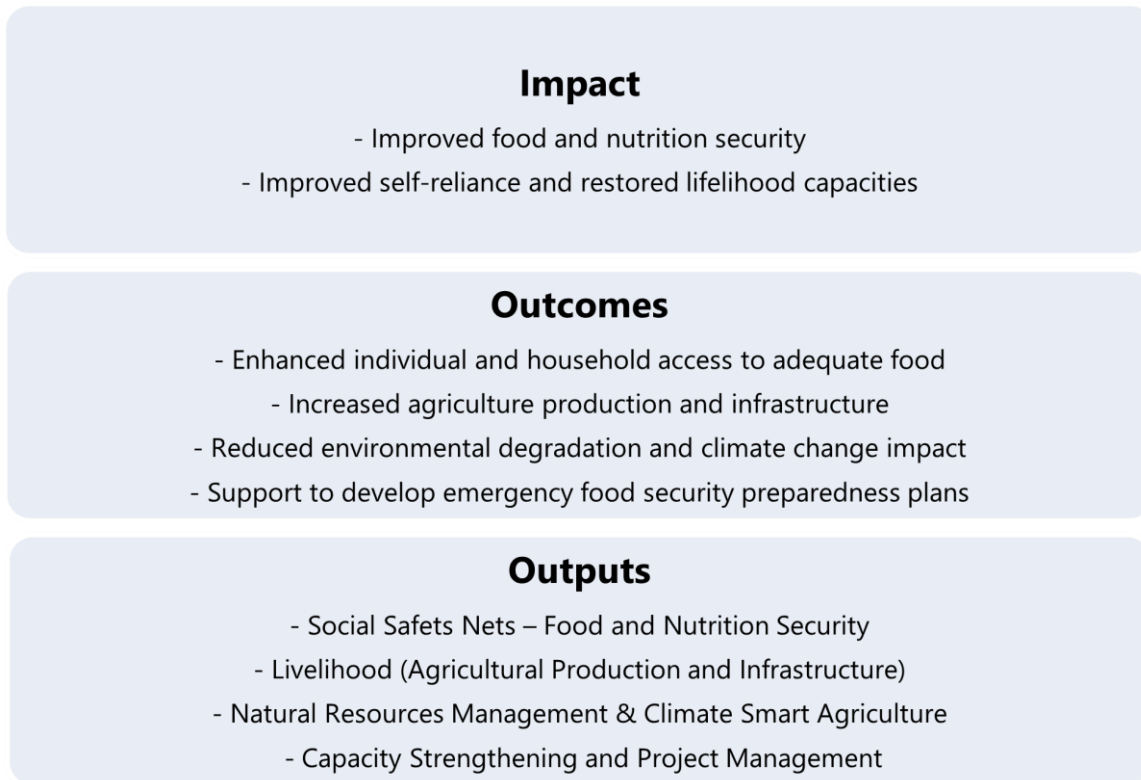 Impact
- Improved food and nutrition security
- Improved self-reliance and restored lifelihood capacities
Outcomes
- Enhanced individual and household access to adequate food
- Increased agriculture production and infrastructure
- Reduced environmental degradation and climate change impact
- Support to develop emergency food security preparedness plans
Outputs
- Social Safets Nets – Food and Nutrition Security
- Livelihood (Agricultural Production and Infrastructure)
- Natural Resources Management & Climate Smart Agriculture
- Capacity Strengthening and Project Management